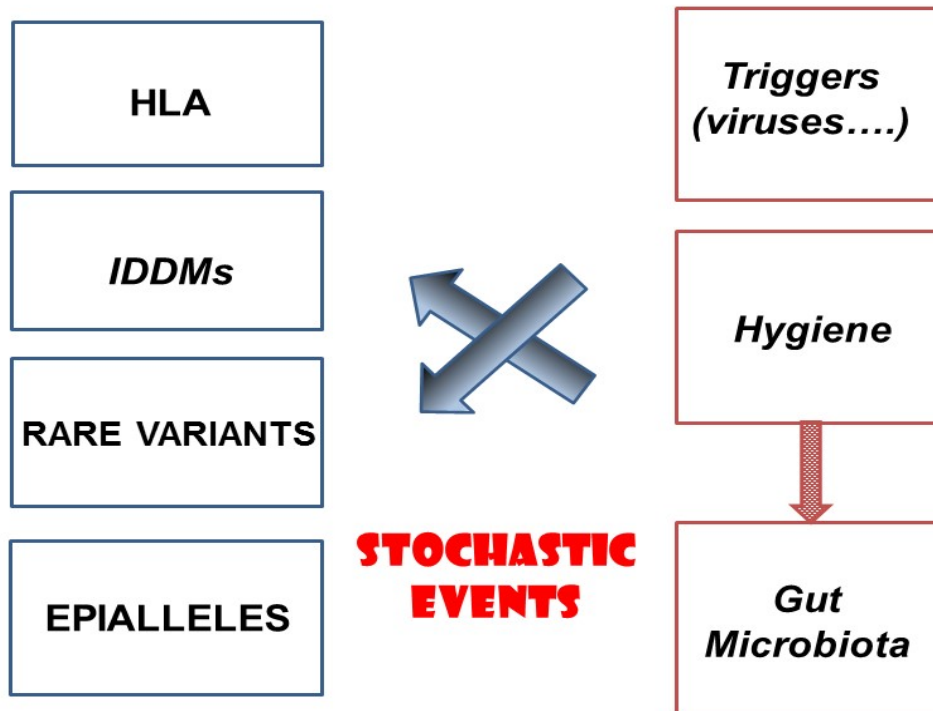 HLA
IDDMs
RARE VARIANTS
EPIALLELES
STOCHASTIC
EVENTS
Triggers
(viruses....)
Hygiene
Gut
Microbiota